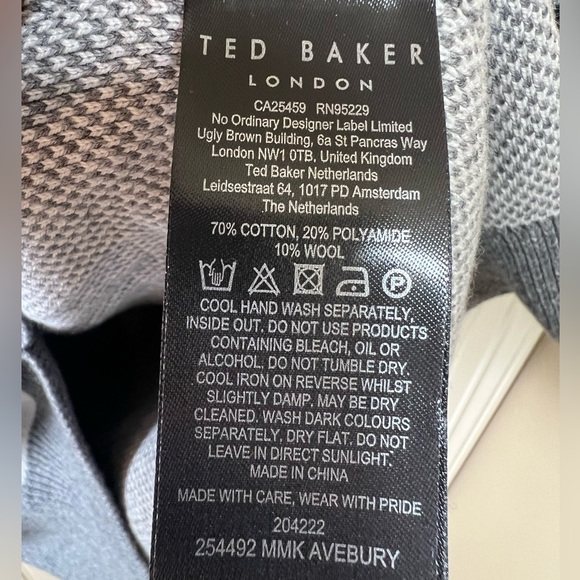 TED BAKER
LONDON
CA25459 RN95229
No Ordinary Designer Label Limited
Ugly Brown Building, 6a St Pancras Way
London NW1 0TB, United Kingdom
Ted Baker Netherlands
Leidsestraat 64, 1017 PD Amsterdam
The Netherlands
70% COTTON, 20% POLYAMIDE
10% WOOL
P
COOL HAND WASH SEPARATELY,
INSIDE OUT. DO NOT USE PRODUCTS
CONTAINING BLEACH, OIL OR
ALCOHOL. DO NOT TUMBLE DRY.
COOL IRON ON REVERSE WHILST
SLIGHTLY DAMP. MAY BE DRY
CLEANED. WASH DARK COLOURS
SEPARATELY, DRY FLAT. DO NOT
LEAVE IN DIRECT SUNLIGHT.
MADE IN CHINA
MADE WITH CARE, WEAR WITH PRIDE
204222
254492 MMK AVEBURY